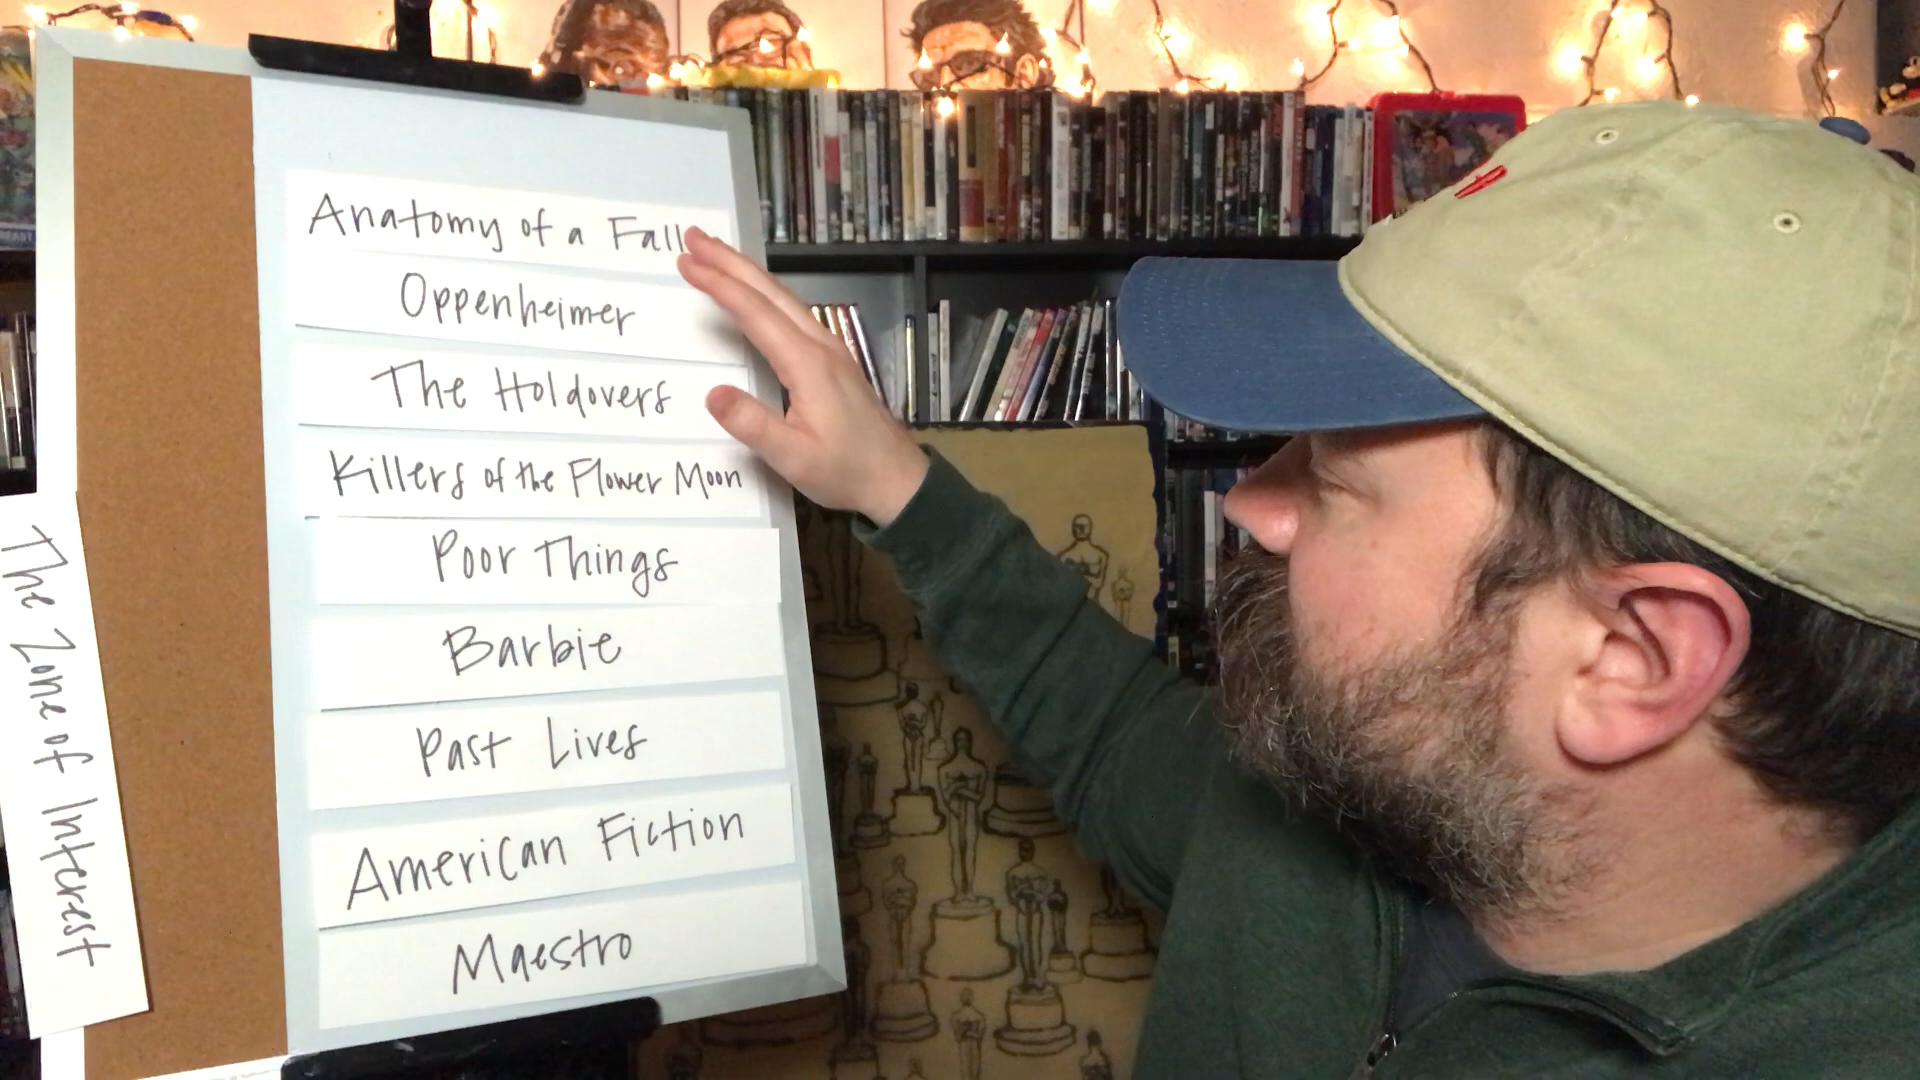 Anatomy of a Fall
Oppenheimer
The Holdovers
Killers of the Flower Moon
Poor Things
Barbie
Past Lives
American Fiction
Maestro
The Zone of Interest